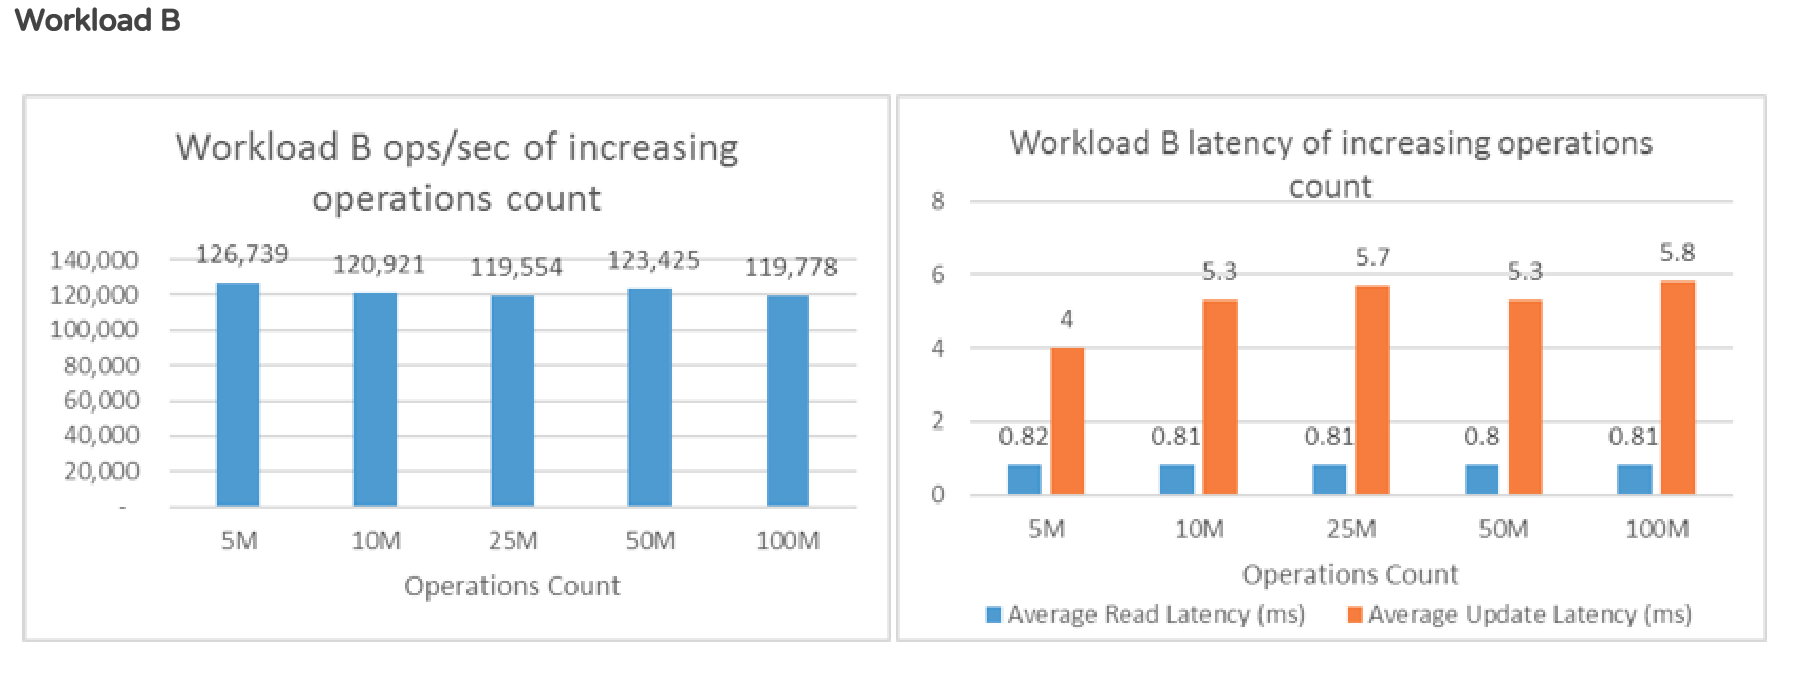 Workload B
Workload B ops/sec of increasing
operations count
140,000
120,000
100,000
80,000
60,000
40,000
20,000
-
126,739
120,921
119,554
123,425
119,778
5M
10M
25M
50M
100M
Operations Count
Workload B latency of increasing operations
count
8
6
4
2
0
0.82
4
0.81
5.3
0.81
5.7
0.8
5.3
0.81
5.8
5M
10M
25M
50M
100M
Operations Count
Average Read Latency (ms)
Average Update Latency (ms)